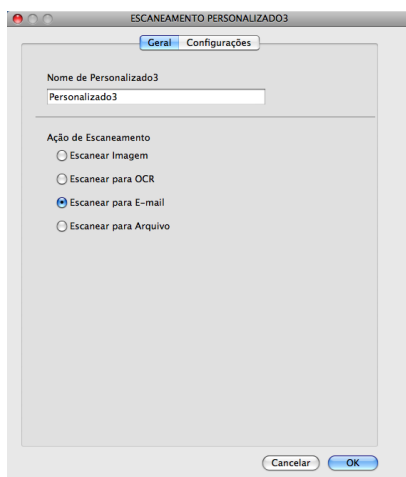 ESCANEAMENTO PERSONALIZADO3
Geral Configurações
Nome de Personalizado3
Personalizado3
Ação de Escaneamento
Escanear Imagem
Escanear para OCR
Escanear para E-mail
Escanear para Arquivo
Cancelar OK